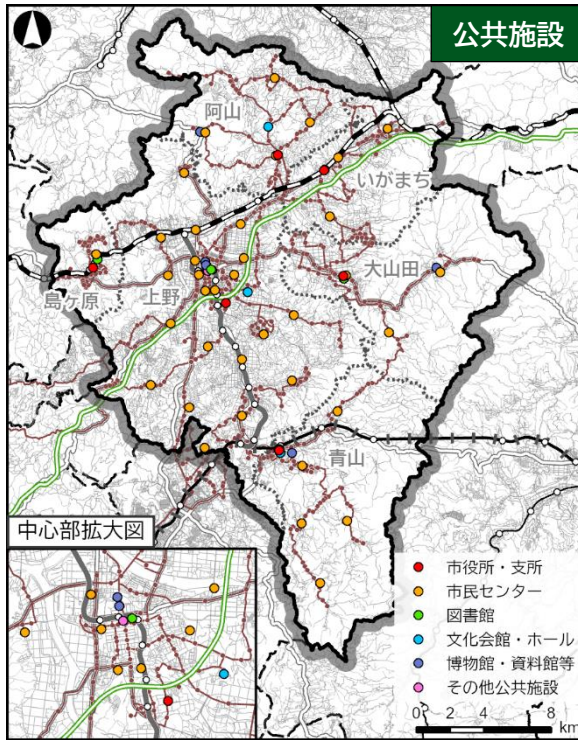 公共施設
阿山
いがまち
大山田
島ヶ原
上野
青山
中心部拡大図
市役所・支所
市民センター
図書館
文化会館・ホール
博物館・資料館等
その他公共施設
0 2 4 8
km